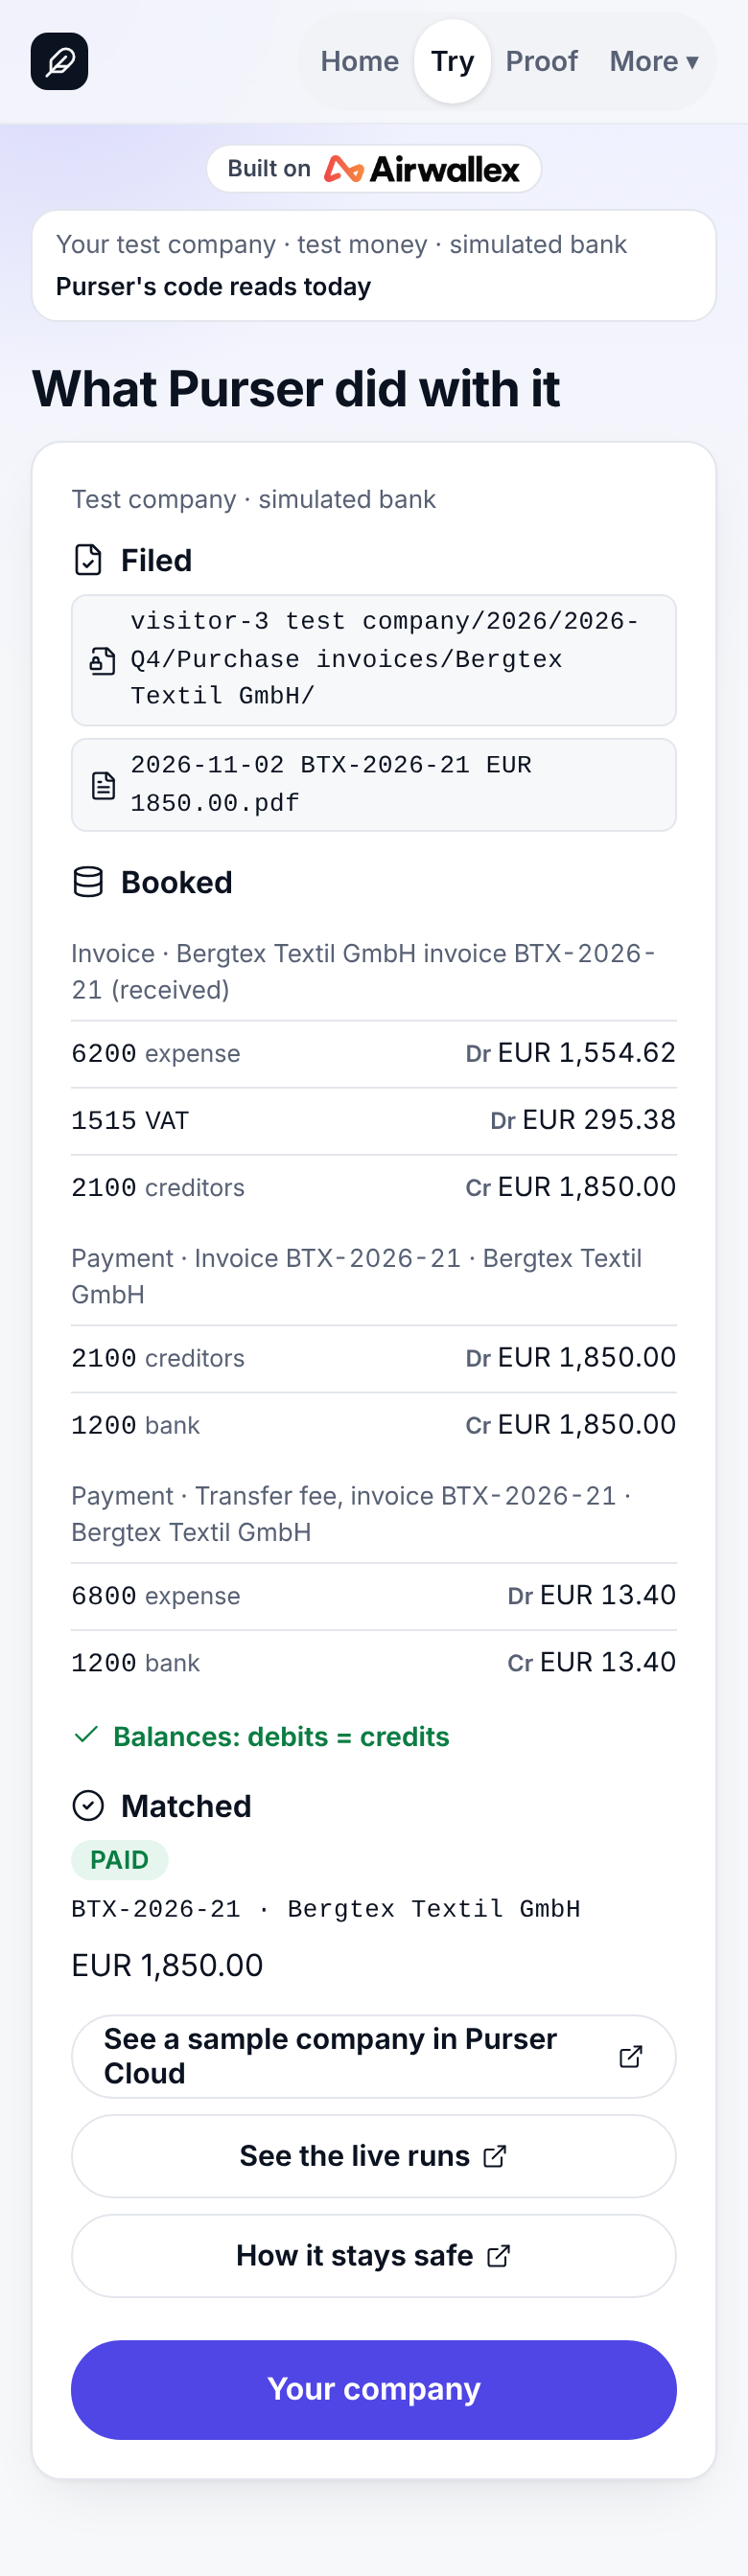 Home Try Proof More ▾
Built on Airwallex
Your test company · test money · simulated bank
Purser's code reads today
What Purser did with it
Test company · simulated bank
Filed
visitor-3 test company/2026/2026-
Q4/Purchase invoices/Bergtex
Textil GmbH/
2026-11-02 BTX-2026-21 EUR
1850.00.pdf
Booked
Invoice · Bergtex Textil GmbH invoice BTX-2026-
21 (received)
6200 expense Dr EUR 1,554.62
1515 VAT Dr EUR 295.38
2100 creditors Cr EUR 1,850.00
Payment · Invoice BTX-2026-21 · Bergtex Textil
GmbH
2100 creditors Dr EUR 1,850.00
1200 bank Cr EUR 1,850.00
Payment · Transfer fee, invoice BTX-2026-21 ·
Bergtex Textil GmbH
6800 expense Dr EUR 13.40
1200 bank Cr EUR 13.40
Balances: debits = credits
Matched
PAID
BTX-2026-21 · Bergtex Textil GmbH
EUR 1,850.00
See a sample company in Purser
Cloud
See the live runs
How it stays safe
Your company